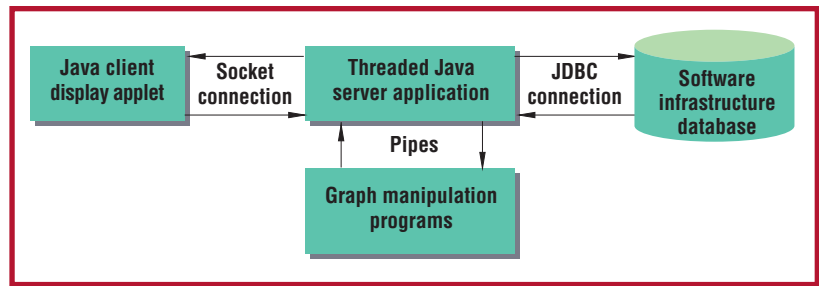 Java client
display applet
Socket
connection
Threaded Java
server application
JDBC
connection
Software
infrastructure
database
Pipes
Graph manipulation
programs